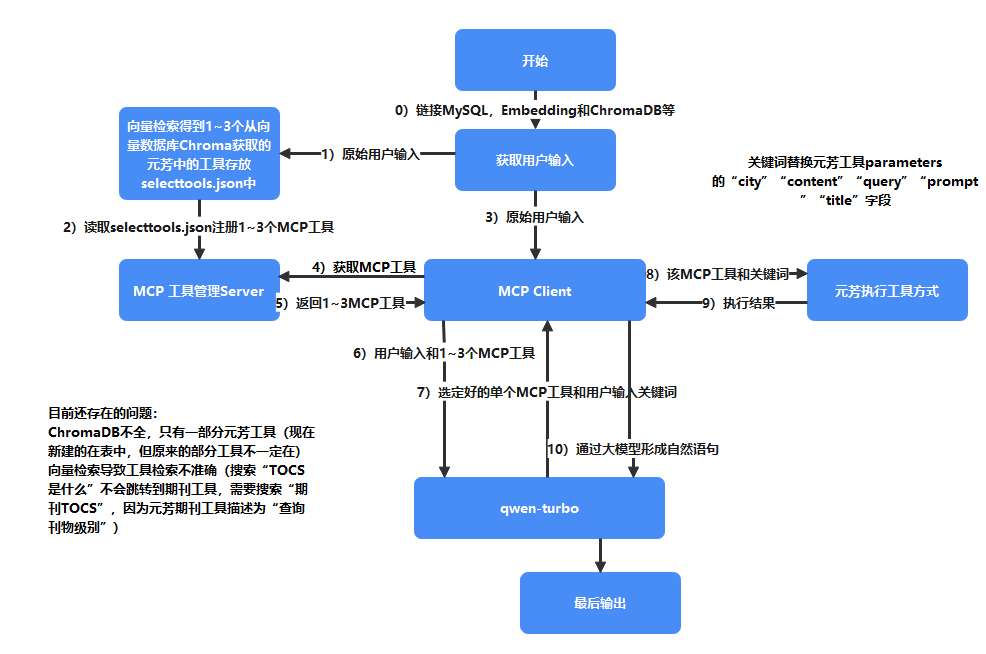 开始
0）链接MySQL，Embedding和ChromaDB等
向量检索得到1~3个从向
量数据库Chroma获取的
元芳中的工具存放
selecttools.json中
1）原始用户输入
获取用户输入
关键词替换元芳工具parameters
的“city”“content”“query”“prompt
”“title”字段
2）读取selecttools.json注册1~3个MCP工具
3）原始用户输入
MCP 工具管理Server
4）获取MCP工具
5）返回1~3MCP工具
MCP Client
8）该MCP工具和关键词
9）执行结果
元芳执行工具方式
6）用户输入和1~3个MCP工具
7）选定好的单个MCP工具和用户输入关键词
目前还存在的问题：
ChromaDB不全，只有一部分元芳工具（现在
新建的在表中，但原来的部分工具不一定在）
向量检索导致工具检索不准确（搜索“TOCS
是什么”不会跳转到期刊工具，需要搜索“期
刊TOCS”，因为元芳期刊工具描述为“查询
刊物级别”）
10）通过大模型形成自然语句
qwen-turbo
最后输出